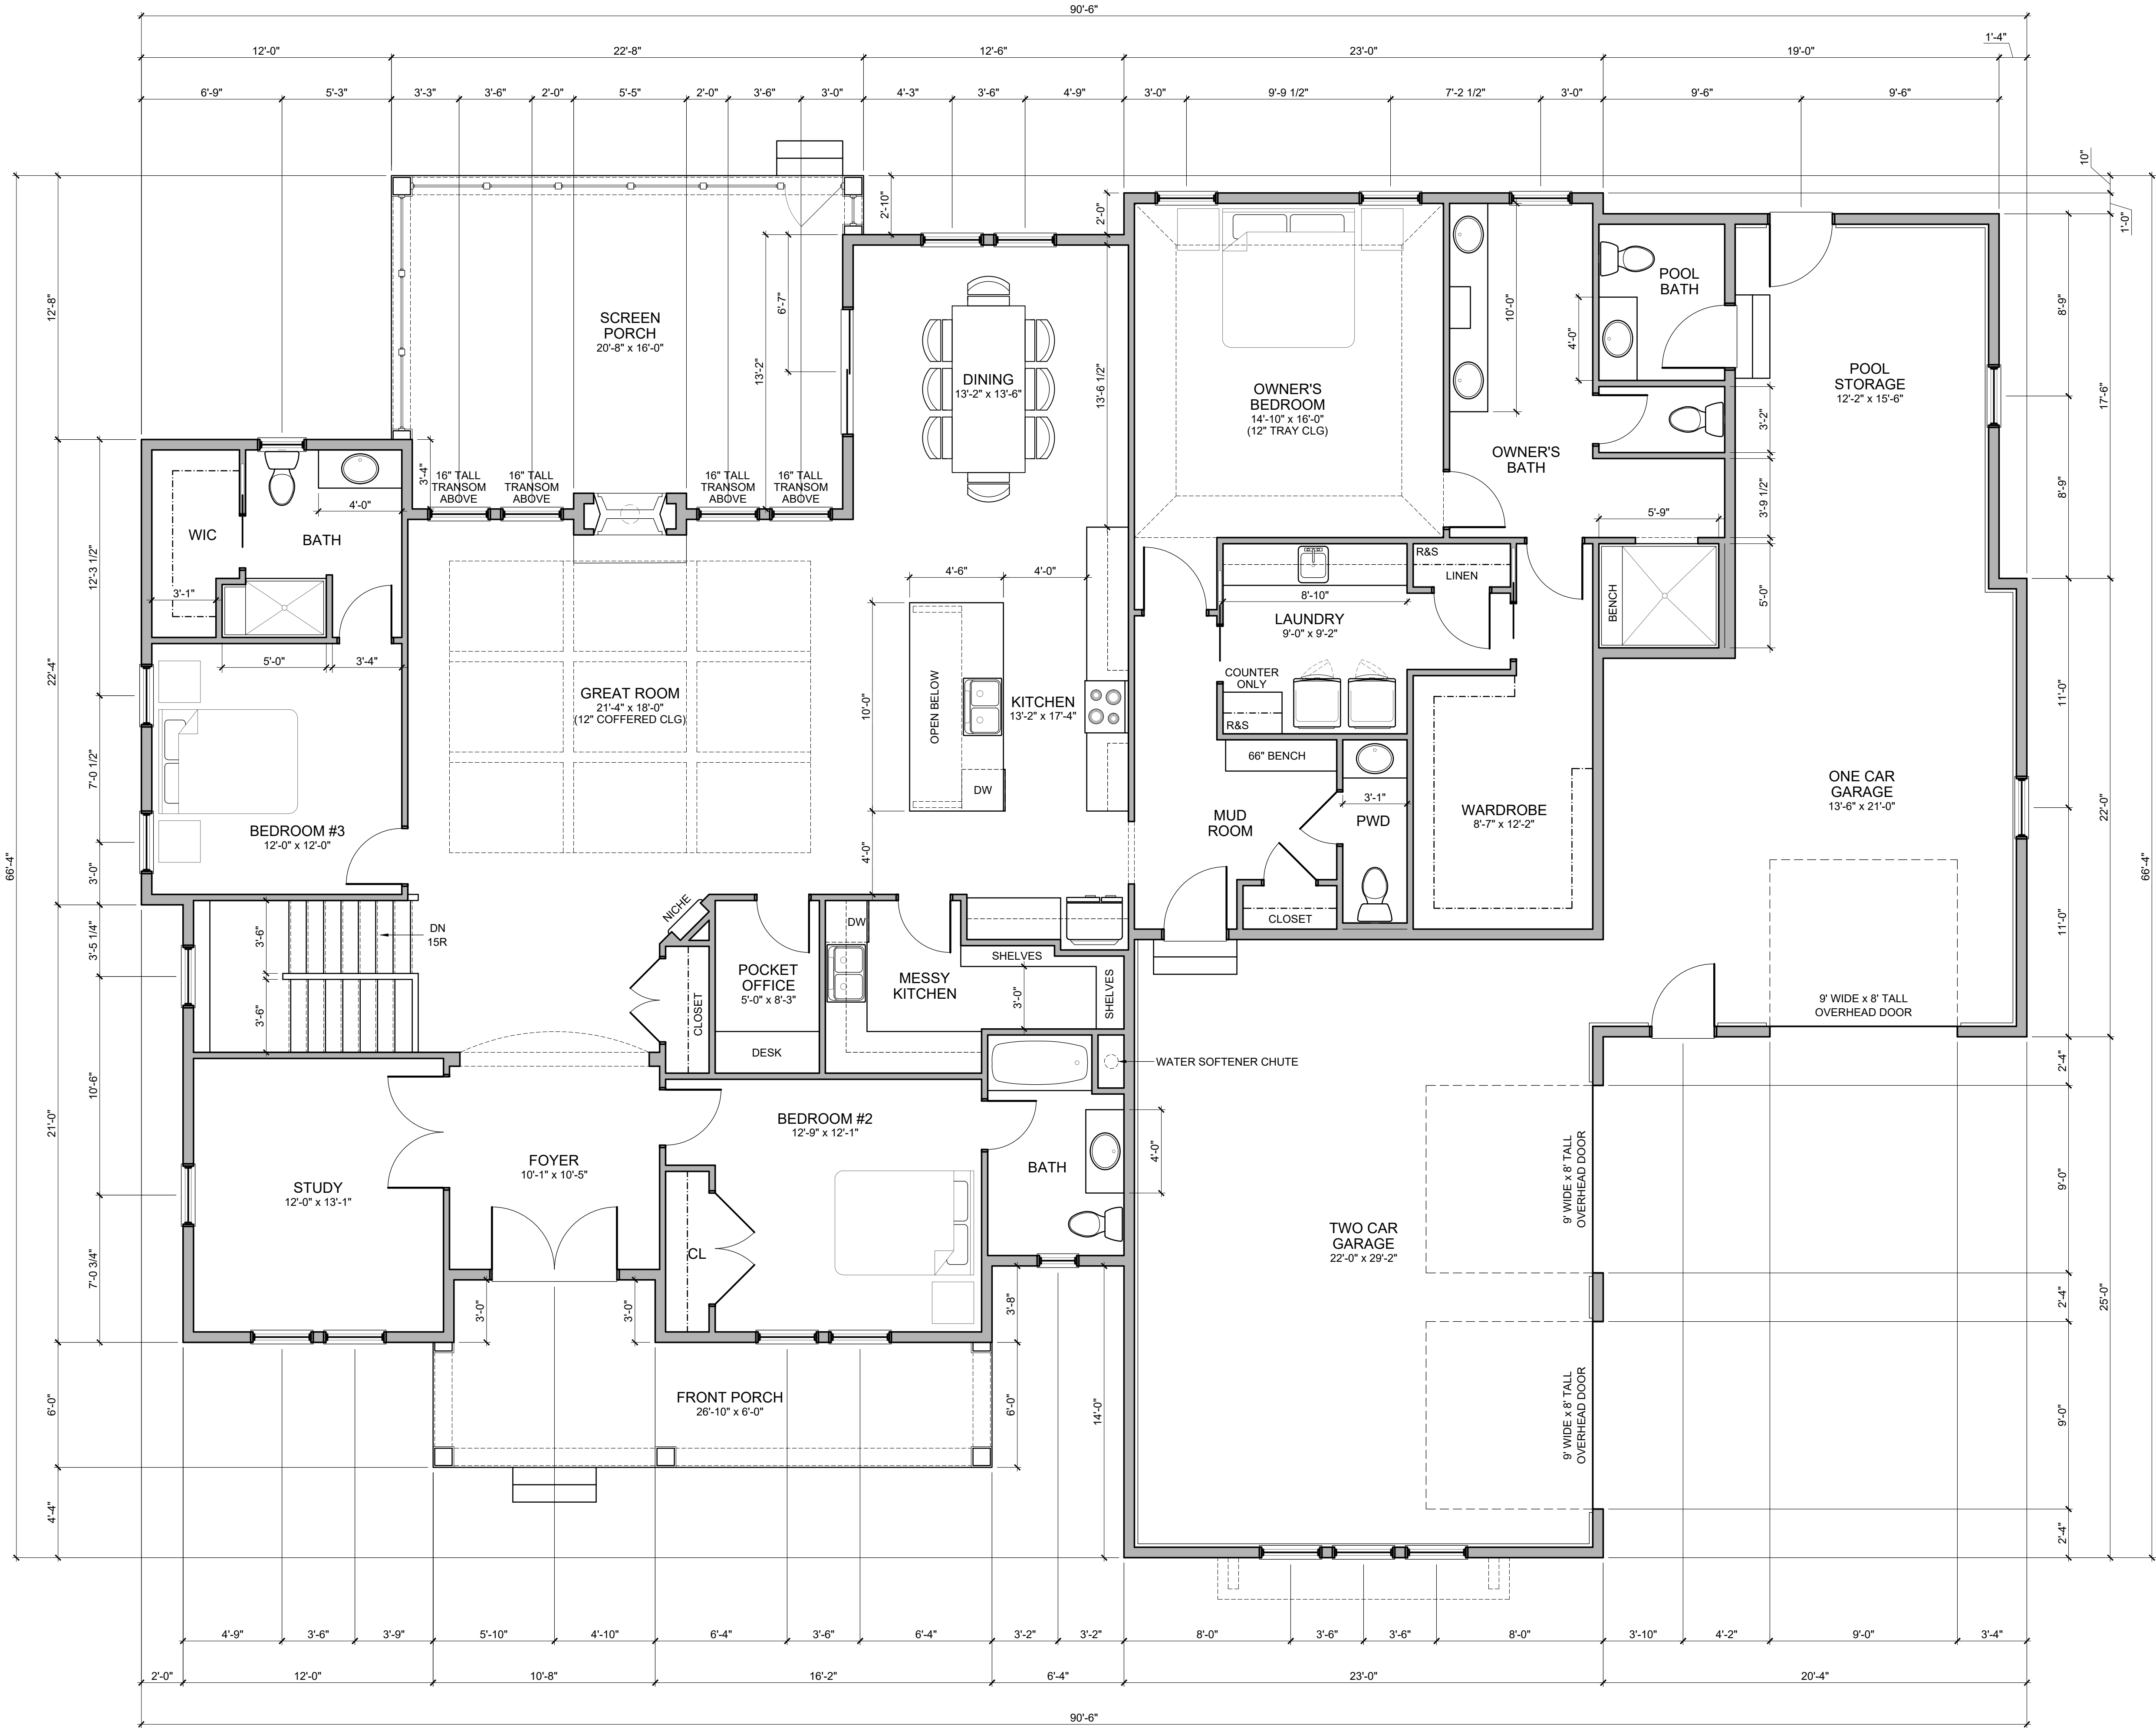 90'-6"
12'-0"
22'-8"
12'-6"
23'-0"
19'-0"
1'-4"
6'-9"
5'-3"
3'-3"
3'-6"
2'-0"
5'-5"
2'-0"
3'-6"
3'-0"
4'-3"
3'-6"
4'-9"
3'-0"
9'-9 1/2"
7'-2 1/2"
3'-0"
9'-6"
9'-6"
10"
1'-0"
2'-10"
2'-0"
12'-8"
SCREEN
PORCH
20'-8" x 16'-0"
6'-7"
13'-2"
3'-4"
16" TALL
TRANSOM
ABOVE
16" TALL
TRANSOM
ABOVE
16" TALL
TRANSOM
ABOVE
16" TALL
TRANSOM
ABOVE
DINING
13'-2" x 13'-6"
13'-6 1/2"
OWNER'S
BEDROOM
14'-10" x 16'-0"
(12" TRAY CLG)
10'-0"
OWNER'S
BATH
POOL
BATH
4'-0"
3'-2"
3'-9 1/2"
5'-9"
5'-0"
BENCH
POOL
STORAGE
12'-2" x 15'-6"
8'-9"
8'-9"
17'-6"
WIC
BATH
4'-0"
3'-1"
5'-0"
3'-4"
12'-3 1/2"
22'-4"
7'-0 1/2"
3'-0"
66'-4"
BEDROOM #3
12'-0" x 12'-0"
GREAT ROOM
21'-4" x 18'-0"
(12" COFFERED CLG)
4'-6"
4'-0"
10'-0"
OPEN BELOW
DW
4'-0"
KITCHEN
13'-2" x 17'-4"
R&S
LINEN
8'-10"
LAUNDRY
9'-0" x 9'-2"
COUNTER
ONLY
R&S
66" BENCH
MUD
ROOM
3'-1"
PWD
CLOSET
WARDROBE
8'-7" x 12'-2"
ONE CAR
GARAGE
13'-6" x 21'-0"
9' WIDE x 8' TALL
OVERHEAD DOOR
11'-0"
11'-0"
22'-0"
66'-4"
3'-5 1/4"
3'-6"
3'-6"
DN
15R
NICHE
CLOSET
POCKET
OFFICE
5'-0" x 8'-3"
DESK
DW
MESSY
KITCHEN
SHELVES
3'-0"
SHELVES
WATER SOFTENER CHUTE
10'-6"
21'-0"
7'-0 3/4"
STUDY
12'-0" x 13'-1"
FOYER
10'-1" x 10'-5"
BEDROOM #2
12'-9" x 12'-1"
CL
BATH
4'-0"
TWO CAR
GARAGE
22'-0" x 29'-2"
9' WIDE x 8' TALL
OVERHEAD DOOR
9' WIDE x 8' TALL
OVERHEAD DOOR
2'-4"
9'-0"
2'-4"
9'-0"
2'-4"
25'-0"
3'-0"
3'-0"
3'-8"
6'-0"
14'-0"
FRONT PORCH
26'-10" x 6'-0"
6'-0"
4'-4"
4'-9"
3'-6"
3'-9"
5'-10"
4'-10"
6'-4"
3'-6"
6'-4"
3'-2"
3'-2"
8'-0"
3'-6"
3'-6"
8'-0"
3'-10"
4'-2"
9'-0"
3'-4"
2'-0"
12'-0"
10'-8"
16'-2"
6'-4"
23'-0"
20'-4"
90'-6"